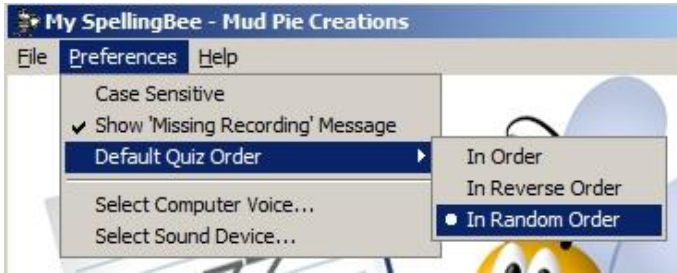 My SpellingBee - Mud Pie Creations
File Preferences Help
Case Sensitive
Show 'Missing Recording' Message
Default Quiz Order
In Order
In Reverse Order
In Random Order
Select Computer Voice...
Select Sound Device...